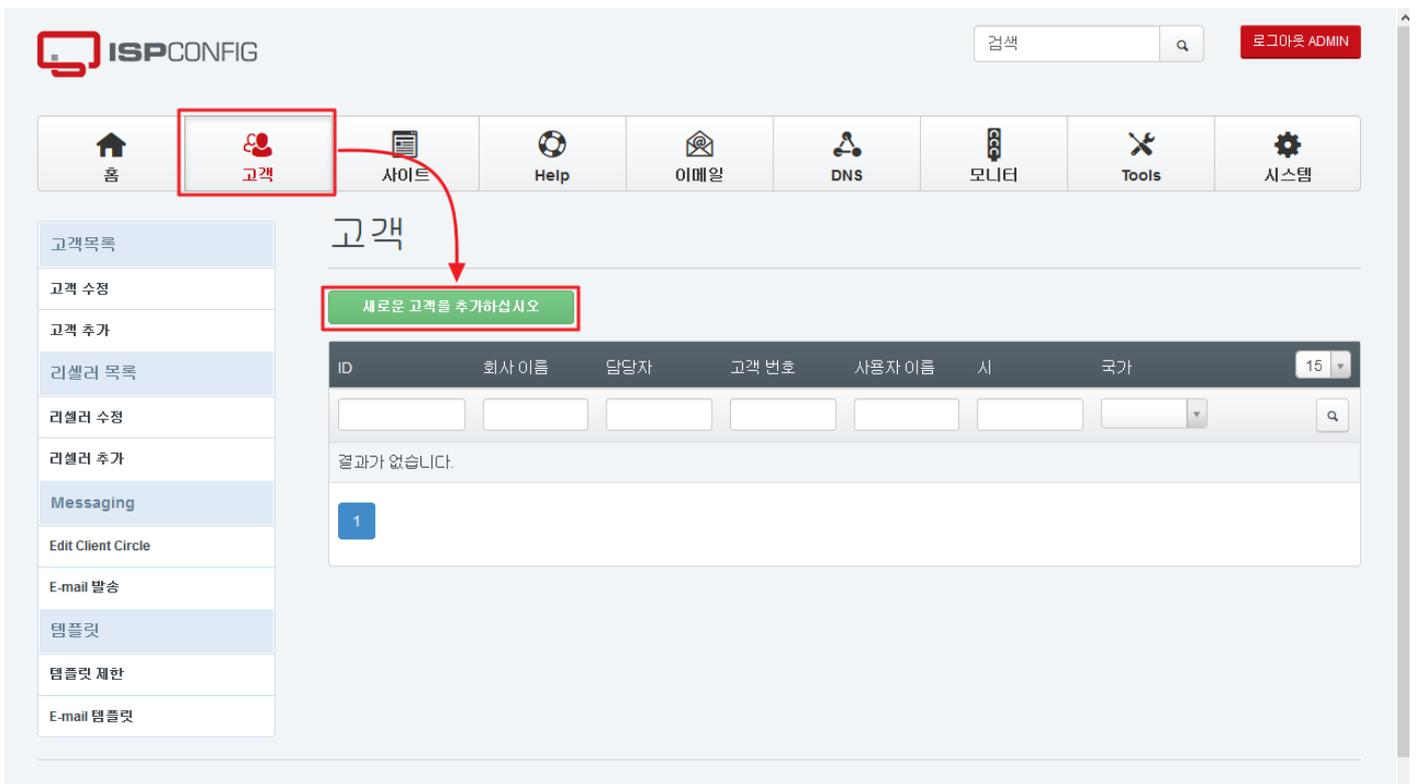 ISPCONFIG
검색
로그아웃 ADMIN
홈
고객
사이트
Help
이메일
DNS
모니터
Tools
시스템
고객목록
고객 수정
고객 추가
리셀러 목록
리셀러 수정
리셀러 추가
Messaging
Edit Client Circle
E-mail 발송
템플릿
템플릿 제한
E-mail 템플릿
고객
새로운 고객을 추가하십시오
ID 회사 이름 담당자 고객 번호 사용자 이름 시 국가 15
결과가 없습니다.
1